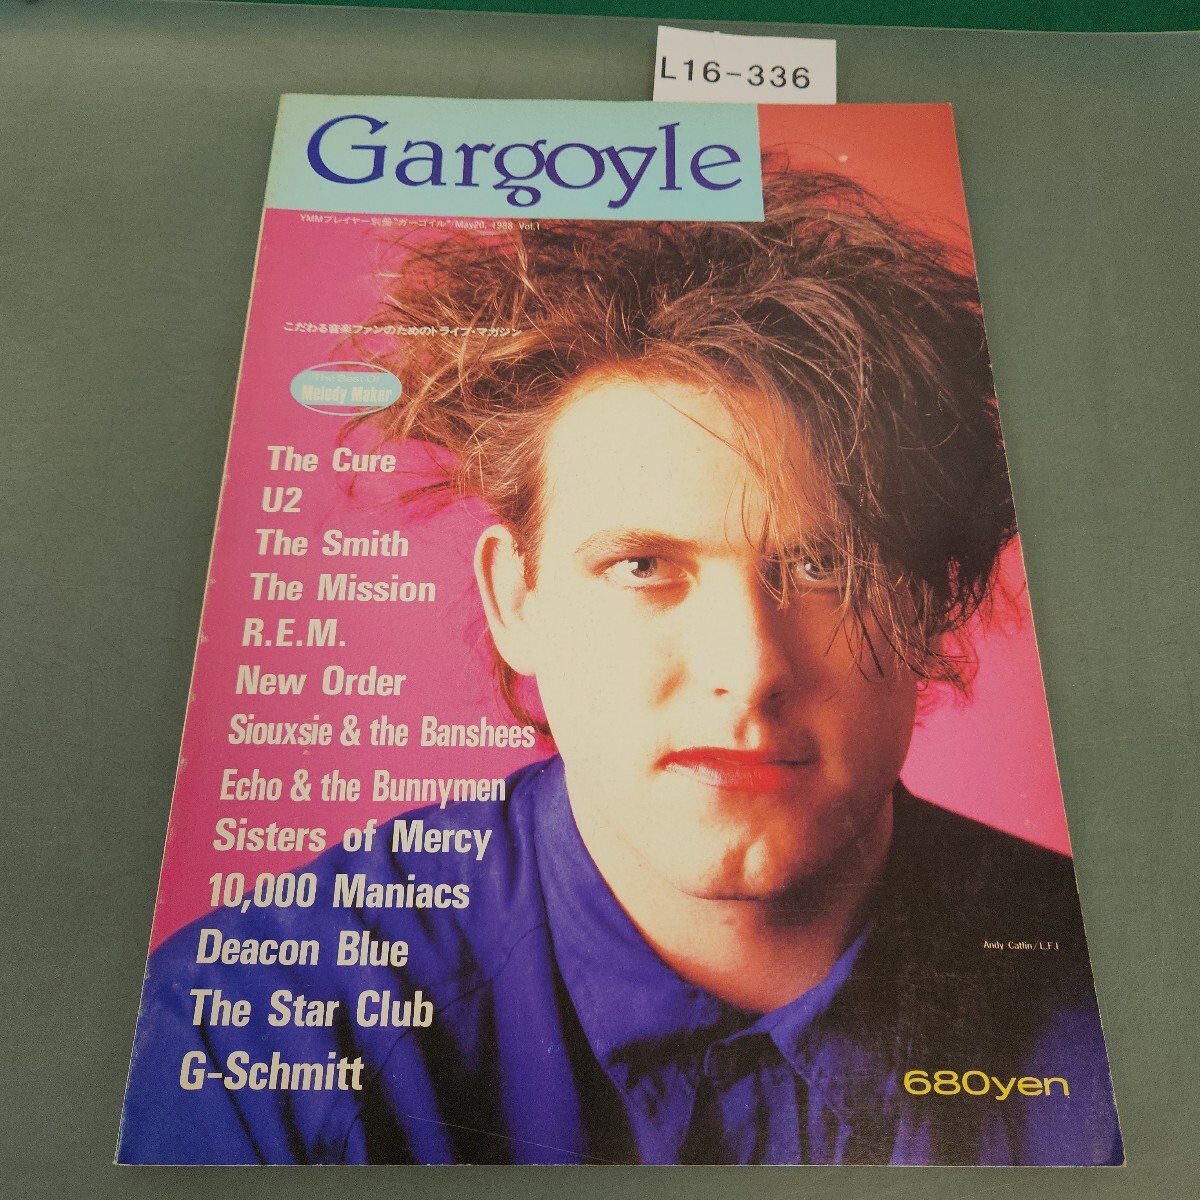 L16-336
Gargoyle
YMMプレイヤー別冊"ガーゴイル" May20, 1988 Vol.1
こだわる音楽ファンのためのトライブ・マガジン
The Best Of
Melody Maker
The Cure
U2
The Smith
The Mission
R.E.M.
New Order
Siouxsie & the Banshees
Echo & the Bunnymen
Sisters of Mercy
10,000 Maniacs
Deacon Blue
The Star Club
G-Schmitt
Andy Catlin/L.F.I
680yen